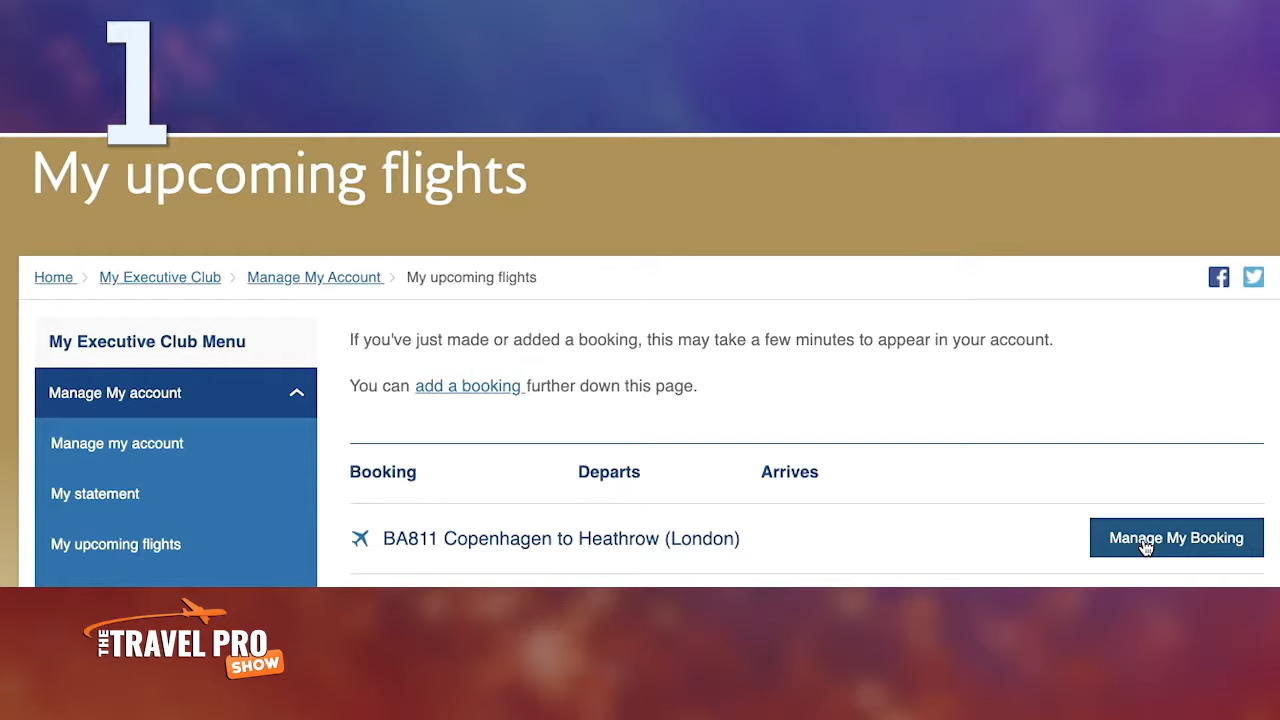 1
My upcoming flights
Home My Executive Club Manage My Account My upcoming flights
My Executive Club Menu
Manage My account
Manage my account
My statement
My upcoming flights
If you've just made or added a booking, this may take a few minutes to appear in your account.
You can add a booking further down this page.
Booking Departs Arrives
BA811 Copenhagen to Heathrow (London)
Manage My Booking
THE TRAVEL PRO
SHOW